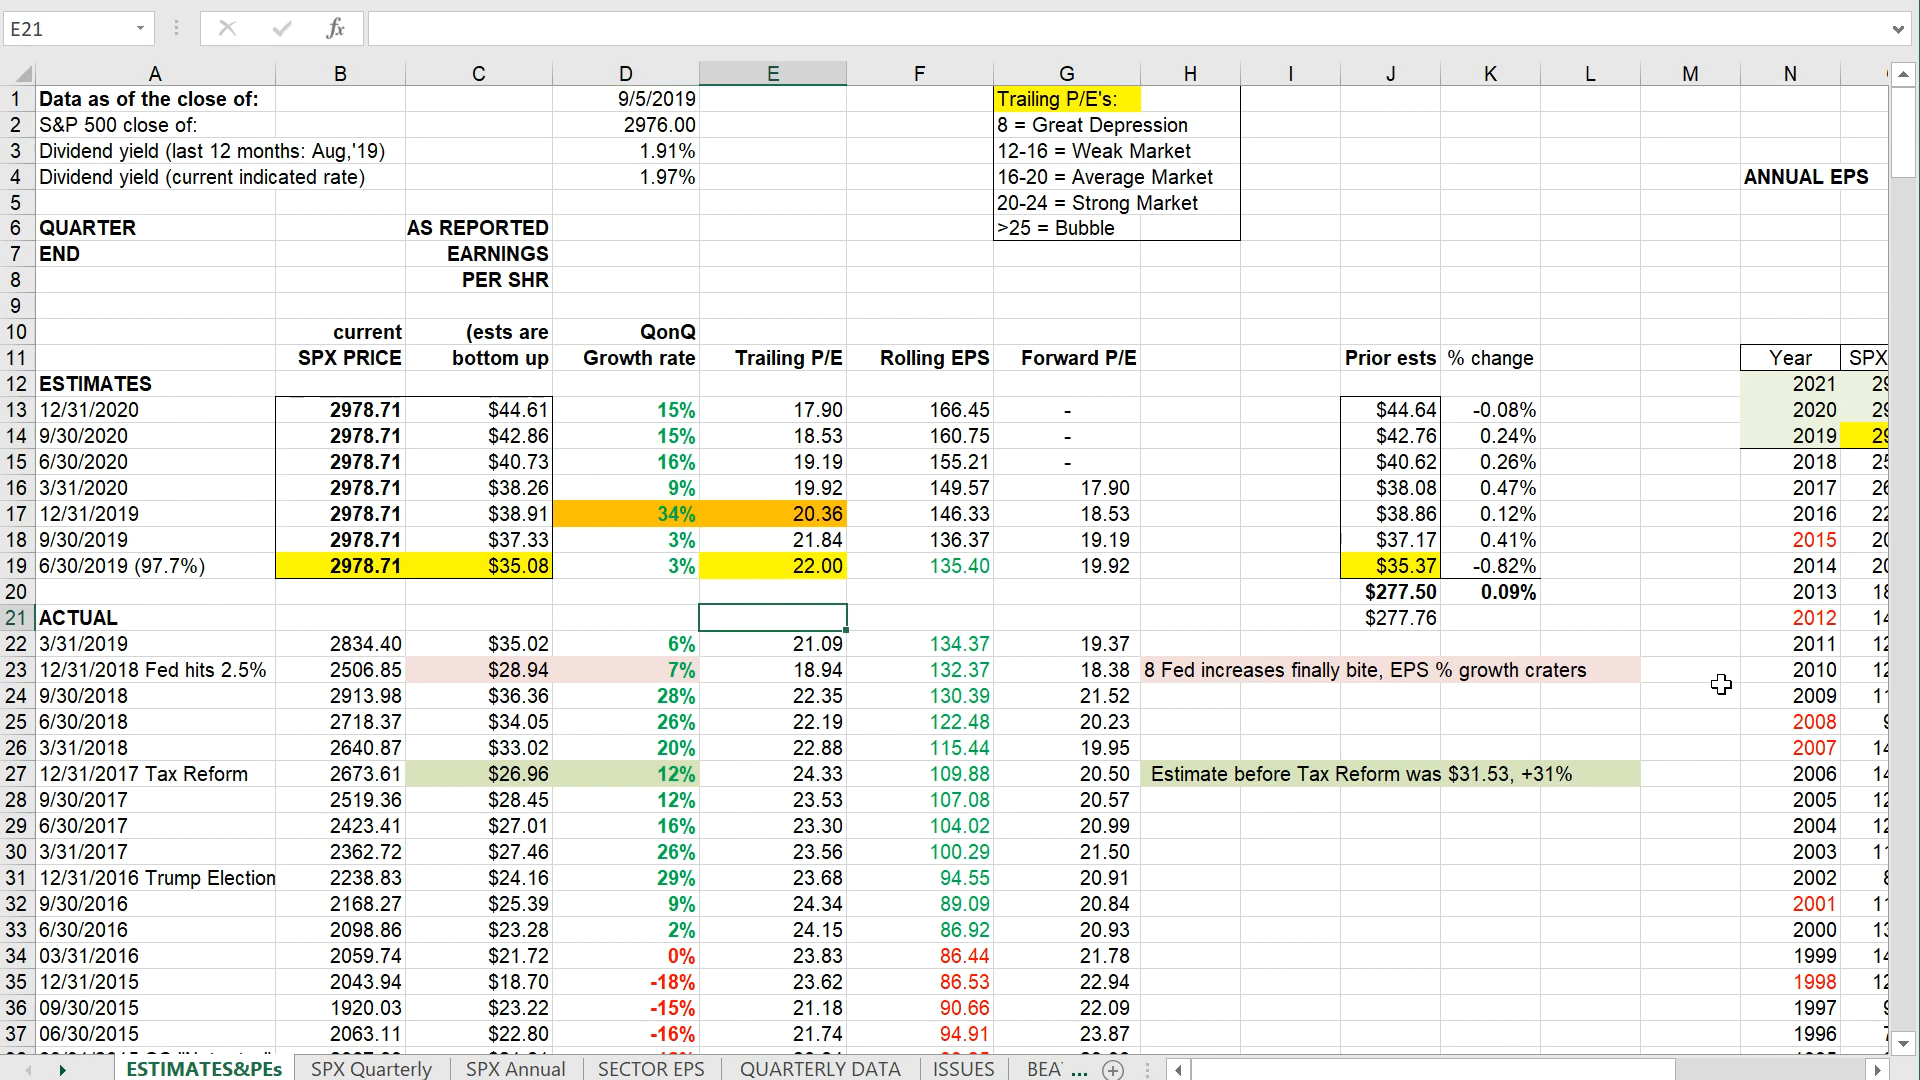 E21 fx
A B C D E F G H I J K L M N
1 Data as of the close of: 9/5/2019 Trailing P/E's:
2 S&P 500 close of: 2976.00 8 = Great Depression
3 Dividend yield (last 12 months: Aug,'19) 1.91% 12-16 = Weak Market
4 Dividend yield (current indicated rate) 1.97% 16-20 = Average Market ANNUAL EPS
5 20-24 = Strong Market
6 QUARTER AS REPORTED >25 = Bubble
7 END EARNINGS
8 PER SHR
9
10 current (ests are QonQ
11 SPX PRICE bottom up Growth rate Trailing P/E Rolling EPS Forward P/E Prior ests % change Year SPX
12 ESTIMATES 2021 29
13 12/31/2020 2978.71 $44.61 15% 17.90 166.45 - $44.64 -0.08% 2020 29
14 9/30/2020 2978.71 $42.86 15% 18.53 160.75 - $42.76 0.24% 2019 29
15 6/30/2020 2978.71 $40.73 16% 19.19 155.21 - $40.62 0.26% 2018 25
16 3/31/2020 2978.71 $38.26 9% 19.92 149.57 17.90 $38.08 0.47% 2017 26
17 12/31/2019 2978.71 $38.91 34% 20.36 146.33 18.53 $38.86 0.12% 2016 22
18 9/30/2019 2978.71 $37.33 3% 21.84 136.37 19.19 $37.17 0.41% 2015 20
19 6/30/2019 (97.7%) 2978.71 $35.08 3% 22.00 135.40 19.92 $35.37 -0.82% 2014 20
20 $277.50 0.09% 2013 18
21 ACTUAL $277.76 2012 14
22 3/31/2019 2834.40 $35.02 6% 21.09 134.37 19.37 2011 12
23 12/31/2018 Fed hits 2.5% 2506.85 $28.94 7% 18.94 132.37 18.38 8 Fed increases finally bite, EPS % growth craters 2010 12
24 9/30/2018 2913.98 $36.36 28% 22.35 130.39 21.52 2009 11
25 6/30/2018 2718.37 $34.05 26% 22.19 122.48 20.23 2008 9
26 3/31/2018 2640.87 $33.02 20% 22.88 115.44 19.95 2007 14
27 12/31/2017 Tax Reform 2673.61 $26.96 12% 24.33 109.88 20.50 Estimate before Tax Reform was $31.53, +31% 2006 14
28 9/30/2017 2519.36 $28.45 12% 23.53 107.08 20.57 2005 12
29 6/30/2017 2423.41 $27.01 16% 23.30 104.02 20.99 2004 12
30 3/31/2017 2362.72 $27.46 26% 23.56 100.29 21.50 2003 11
31 12/31/2016 Trump Election 2238.83 $24.16 29% 23.68 94.55 20.91 2002 8
32 9/30/2016 2168.27 $25.39 9% 24.34 89.09 20.84 2001 11
33 6/30/2016 2098.86 $23.28 2% 24.15 86.92 20.93 2000 13
34 03/31/2016 2059.74 $21.72 0% 23.83 86.44 21.78 1999 14
35 12/31/2015 2043.94 $18.70 -18% 23.62 86.53 22.94 1998 12
36 09/30/2015 1920.03 $23.22 -15% 21.18 90.66 22.09 1997 9
37 06/30/2015 2063.11 $22.80 -16% 21.74 94.91 23.87 1996 7
ESTIMATES&PEs SPX Quarterly SPX Annual SECTOR EPS QUARTERLY DATA ISSUES BEA ...